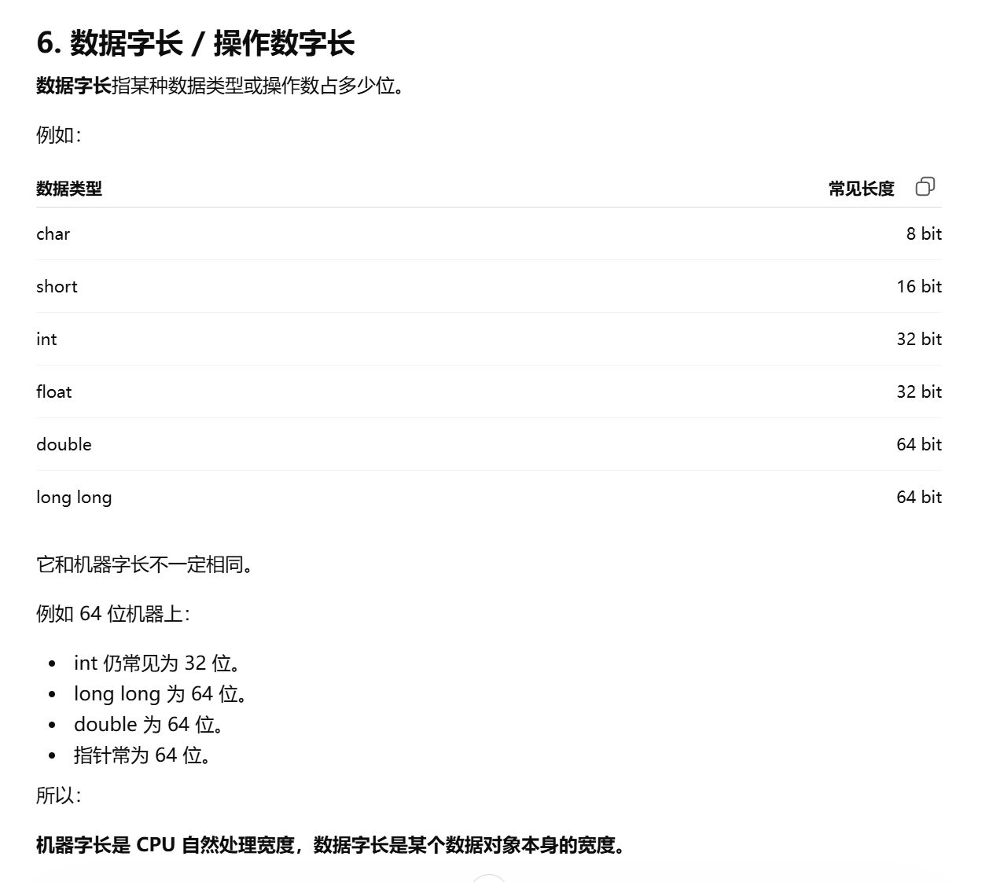 6. 数据字长 / 操作数字长
数据字长指某种数据类型或操作数占多少位。
例如：
数据类型 常见长度
char 8 bit
short 16 bit
int 32 bit
float 32 bit
double 64 bit
long long 64 bit
它和机器字长不一定相同。
例如 64 位机器上：
• int 仍常见为 32 位。
• long long 为 64 位。
• double 为 64 位。
• 指针常为 64 位。
所以：
机器字长是 CPU 自然处理宽度，数据字长是某个数据对象本身的宽度。